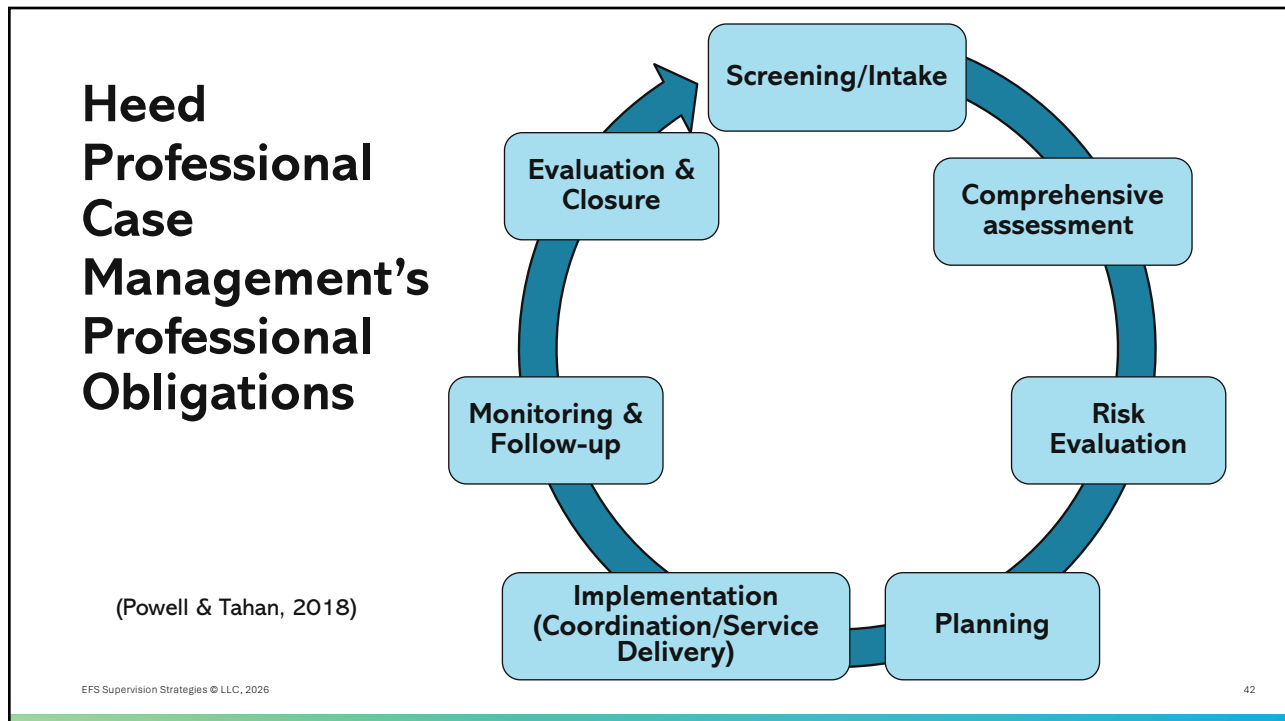 Heed
Professional
Case
Management’s
Professional
Obligations
(Powell & Tahan, 2018)
Screening/Intake
Comprehensive
assessment
Risk
Evaluation
Planning
Implementation
(Coordination/Service
Delivery)
Monitoring &
Follow-up
Evaluation &
Closure
EFS Supervision Strategies © LLC, 2026
42